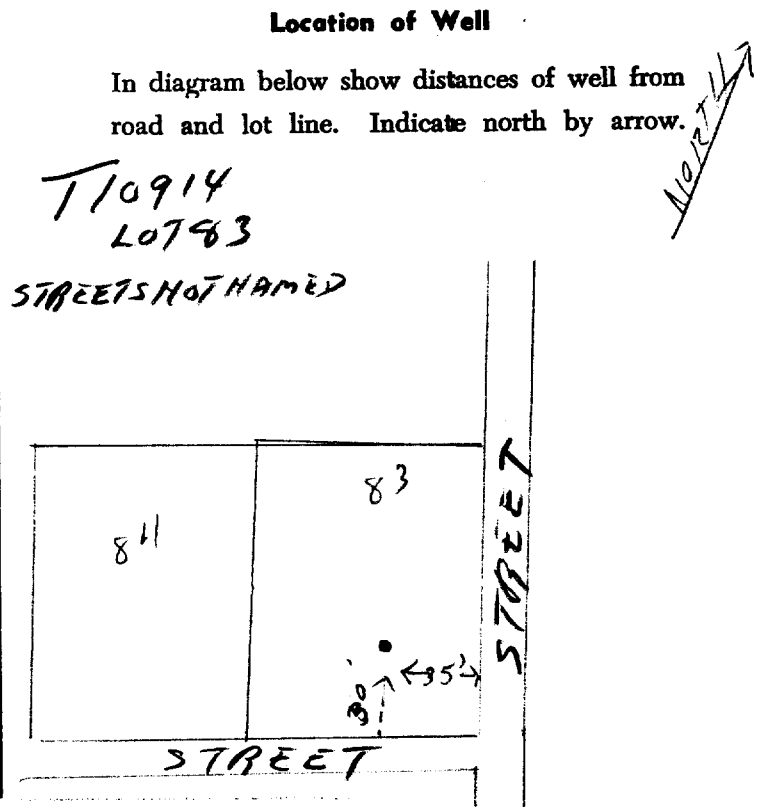 Location of Well
In diagram below show distances of well from
road and lot line. Indicate north by arrow.
NORTH
T10914
LOT 83
STREETS NOT NAMED
83
STREET
35'
30'
STREET